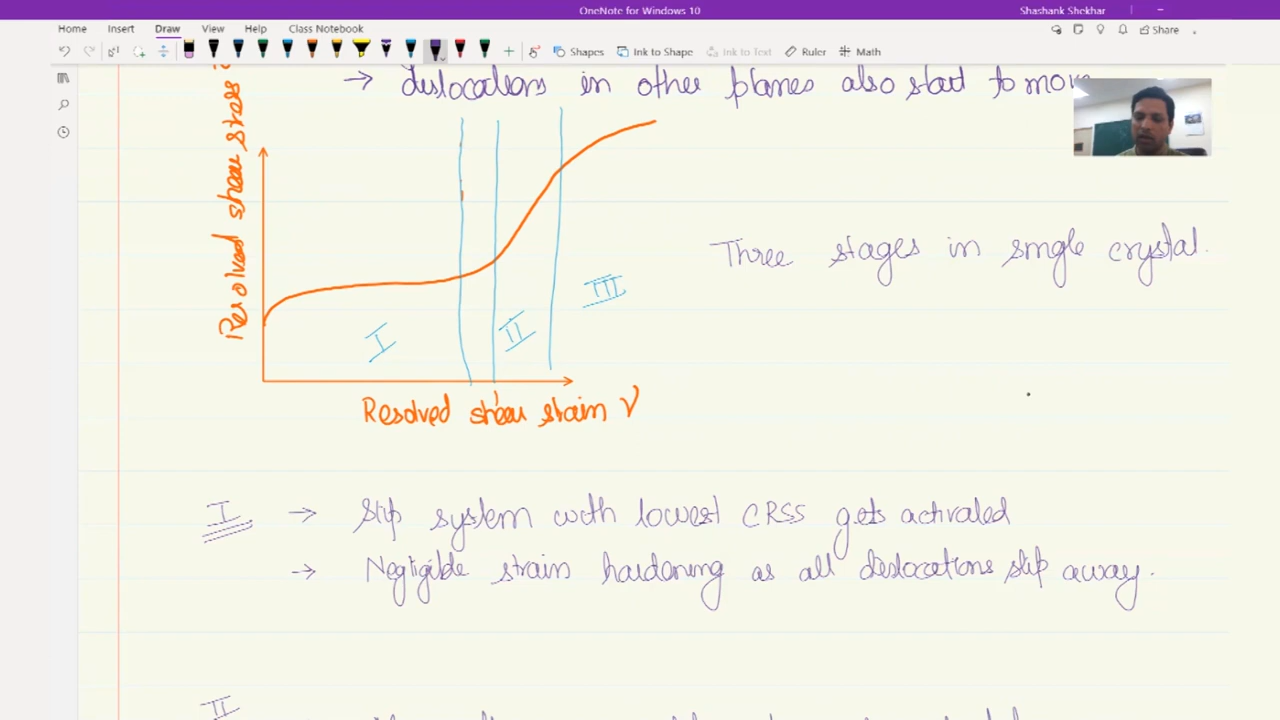 OneNote for Windows 10
Shashank Shekhar
Home Insert Draw View Help Class Notebook
Share
Shapes Ink to Shape Ink to Text Ruler Math
→ dislocations in other planes also start to move
Resolved shear stress
I
II
III
Resolved shear stain γ
Three stages in single crystal.
I → Slip system with lowest CRSS gets activated
→ Negligible strain hardening as all dislocations slip away.
II